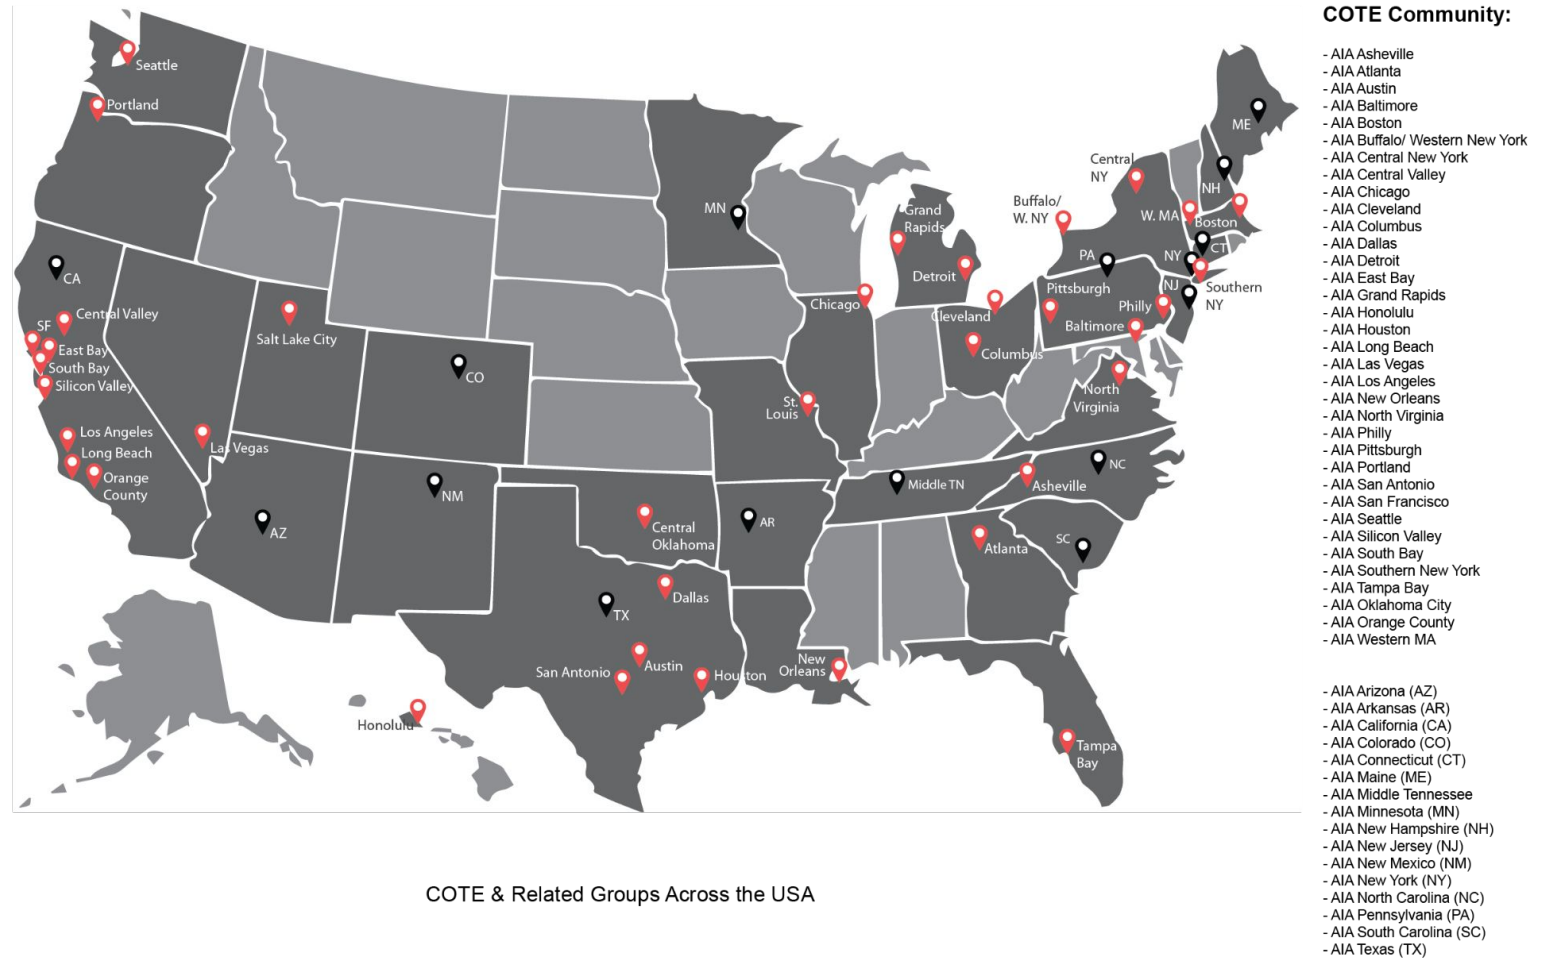 Seattle
Portland
CA
Central Valley
SF
East Bay
South Bay
Silicon Valley
Los Angeles
Long Beach
Orange
County
Las Vegas
Salt Lake City
CO
AZ
NM
MN
Central
Oklahoma
TX
Dallas
Austin
San Antonio
Houston
AR
St.
Louis
Chicago
Grand
Rapids
Detroit
Cleveland
Columbus
Middle TN
New
Orleans
Atlanta
Asheville
NC
SC
Tampa
Bay
Honolulu
North
Virginia
Baltimore
Philly
Pittsburgh
PA
NJ
NY
Southern
NY
CT
Boston
W. MA
NH
ME
Central
NY
Buffalo/
W. NY
COTE & Related Groups Across the USA
COTE Community:
- AIA Asheville
- AIA Atlanta
- AIA Austin
- AIA Baltimore
- AIA Boston
- AIA Buffalo/ Western New York
- AIA Central New York
- AIA Central Valley
- AIA Chicago
- AIA Cleveland
- AIA Columbus
- AIA Dallas
- AIA Detroit
- AIA East Bay
- AIA Grand Rapids
- AIA Honolulu
- AIA Houston
- AIA Long Beach
- AIA Las Vegas
- AIA Los Angeles
- AIA New Orleans
- AIA North Virginia
- AIA Philly
- AIA Pittsburgh
- AIA Portland
- AIA San Antonio
- AIA San Francisco
- AIA Seattle
- AIA Silicon Valley
- AIA South Bay
- AIA Southern New York
- AIA Tampa Bay
- AIA Oklahoma City
- AIA Orange County
- AIA Western MA
- AIA Arizona (AZ)
- AIA Arkansas (AR)
- AIA California (CA)
- AIA Colorado (CO)
- AIA Connecticut (CT)
- AIA Maine (ME)
- AIA Middle Tennessee
- AIA Minnesota (MN)
- AIA New Hampshire (NH)
- AIA New Jersey (NJ)
- AIA New Mexico (NM)
- AIA New York (NY)
- AIA North Carolina (NC)
- AIA Pennsylvania (PA)
- AIA South Carolina (SC)
- AIA Texas (TX)